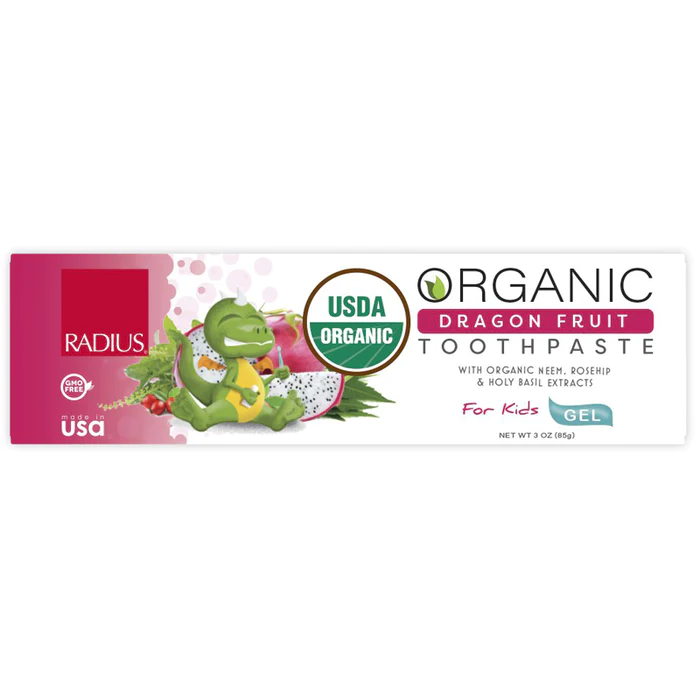 RADIUS.
GMO
FREE
made in
usa
USDA
ORGANIC
ORGANIC
DRAGON FRUIT
TOOTHPASTE
WITH ORGANIC NEEM, ROSEHIP
& HOLY BASIL EXTRACTS
For Kids
GEL
NET WT 3 OZ (85g)